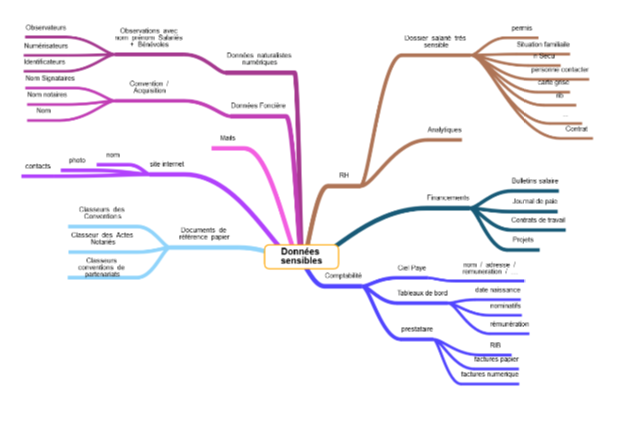 Observateurs
Numérisateurs
Identificateurs
Observations avec
nom prénom Salariés
+ Bénévoles
Données naturalistes
numériques
Nom Signataires
Nom notaires
Nom
Convention /
Acquisition
Données Foncière
Mails
contacts
photo
nom
site internet
Classeurs des
Conventions
Classeur des Actes
Notariés
Classeurs
conventions de
partenariats
Documents de
référence papier
Données
sensibles
RH
Dossier salarié très
sensible
permis
Situation familiale
n Secu
personne contacter
carte grise
rib
...
Contrat
Analytiques
Financements
Bulletins salaire
Journal de paie
Contrats de travail
Projets
Comptabilité
Ciel Paye
nom / adresse /
rémunération / ...
Tableaux de bord
date naissance
nominatifs
rémunération
prestataire
RIB
factures papier
factures numerique